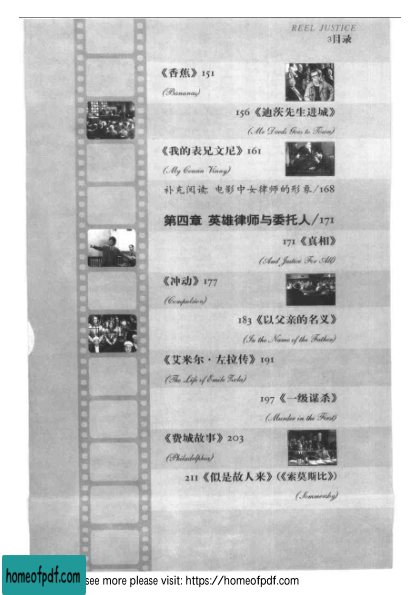 REEL JUSTICE
3目录
《香蕉》151
(Bananas)
156《迪茨先生进城》
(Mr Deeds Goes to Town)
《我的表兄文尼》161
(My Cousin Vinny)
补充阅读 电影中女律师的形象/168
第四章 英雄律师与委托人/171
171《真相》
(And Justice For All)
《冲动》177
(Compulsion)
183《以父亲的名义》
(In the Name of the Father)
《艾米尔·左拉传》191
(The Life of Emile Zola)
197《一级谋杀》
(Murder in the First)
《费城故事》203
(Philadelphia)
211《似是故人来》(《索莫斯比》)
(Sommersby)
homeofpdf.com
see more please visit: https://homeofpdf.com